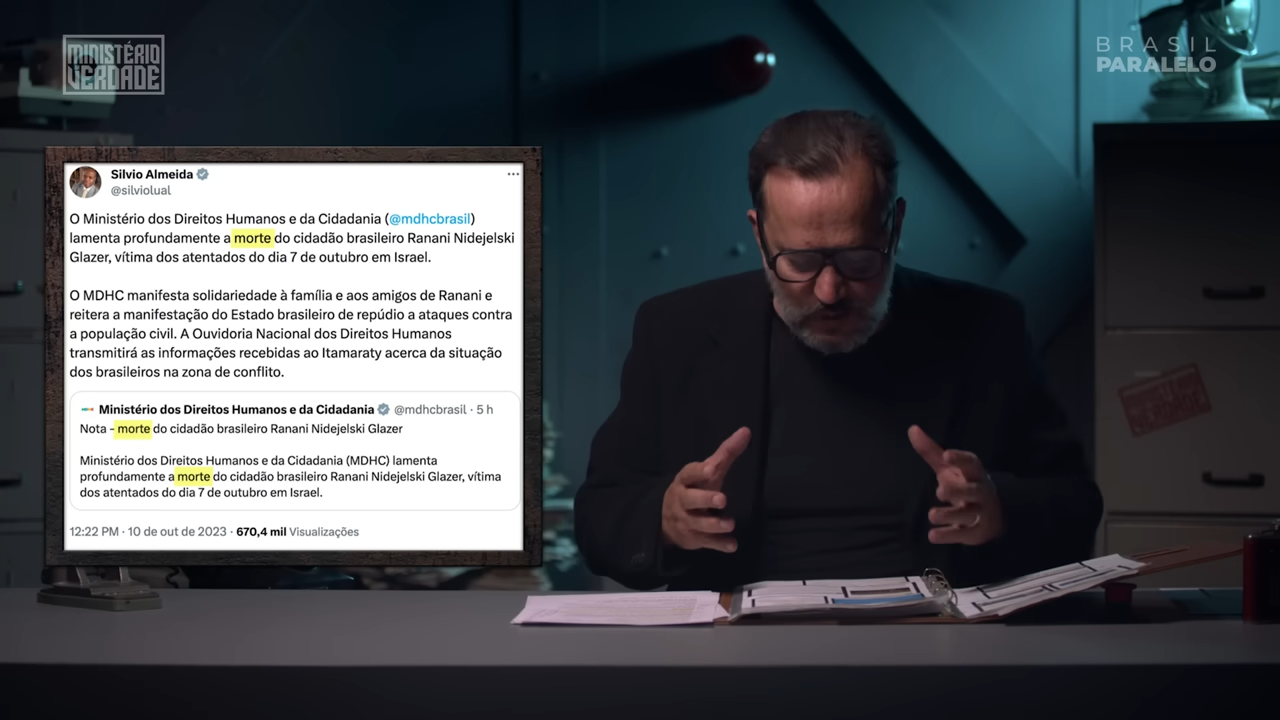 MINISTÉRIO
VERDADE
BRASIL
PARALELO
Silvio Almeida
@silviolual
O Ministério dos Direitos Humanos e da Cidadania (@mdhcbrasil)
lamenta profundamente a morte do cidadão brasileiro Ranani Nidejelski
Glazer, vítima dos atentados do dia 7 de outubro em Israel.
O MDHC manifesta solidariedade à família e aos amigos de Ranani e
reitera a manifestação do Estado brasileiro de repúdio a ataques contra
a população civil. A Ouvidoria Nacional dos Direitos Humanos
transmitirá as informações recebidas ao Itamaraty acerca da situação
dos brasileiros na zona de conflito.
Ministério dos Direitos Humanos e da Cidadania @mdhcbrasil · 5 h
Nota - morte do cidadão brasileiro Ranani Nidejelski Glazer
Ministério dos Direitos Humanos e da Cidadania (MDHC) lamenta
profundamente a morte do cidadão brasileiro Ranani Nidejelski Glazer, vítima
dos atentados do dia 7 de outubro em Israel.
12:22 PM · 10 de out de 2023 · 670,4 mil Visualizações
MINISTÉRIO
VERDADE